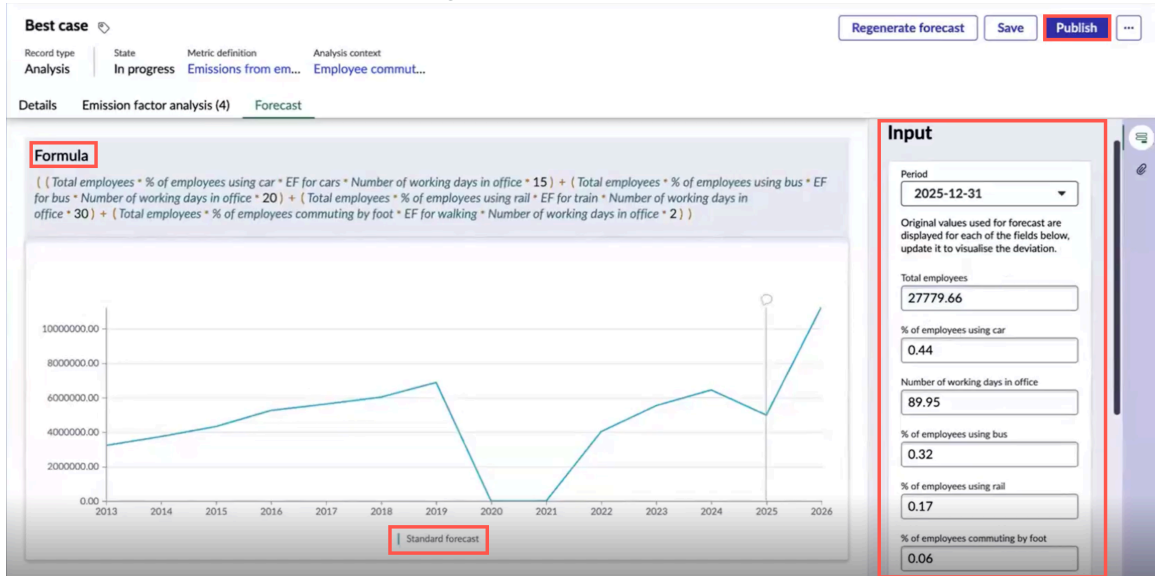 Best case
Regenerate forecast
Save
Publish
...
Record type
State
Metric definition
Analysis context
Analysis
In progress
Emissions from em...
Employee commut...
Details
Emission factor analysis (4)
Forecast
Formula
( ( Total employees * % of employees using car * EF for cars * Number of working days in office * 15 ) + ( Total employees * % of employees using bus * EF
for bus * Number of working days in office * 20 ) + ( Total employees * % of employees using rail * EF for train * Number of working days in
office * 30 ) + ( Total employees * % of employees commuting by foot * EF for walking * Number of working days in office * 2 ) )
10000000.00
8000000.00
6000000.00
4000000.00
2000000.00
0.00
2013 2014 2015 2016 2017 2018 2019 2020 2021 2022 2023 2024 2025 2026
Standard forecast
Input
Period
2025-12-31
Original values used for forecast are
displayed for each of the fields below,
update it to visualise the deviation.
Total employees
27779.66
% of employees using car
0.44
Number of working days in office
89.95
% of employees using bus
0.32
% of employees using rail
0.17
% of employees commuting by foot
0.06